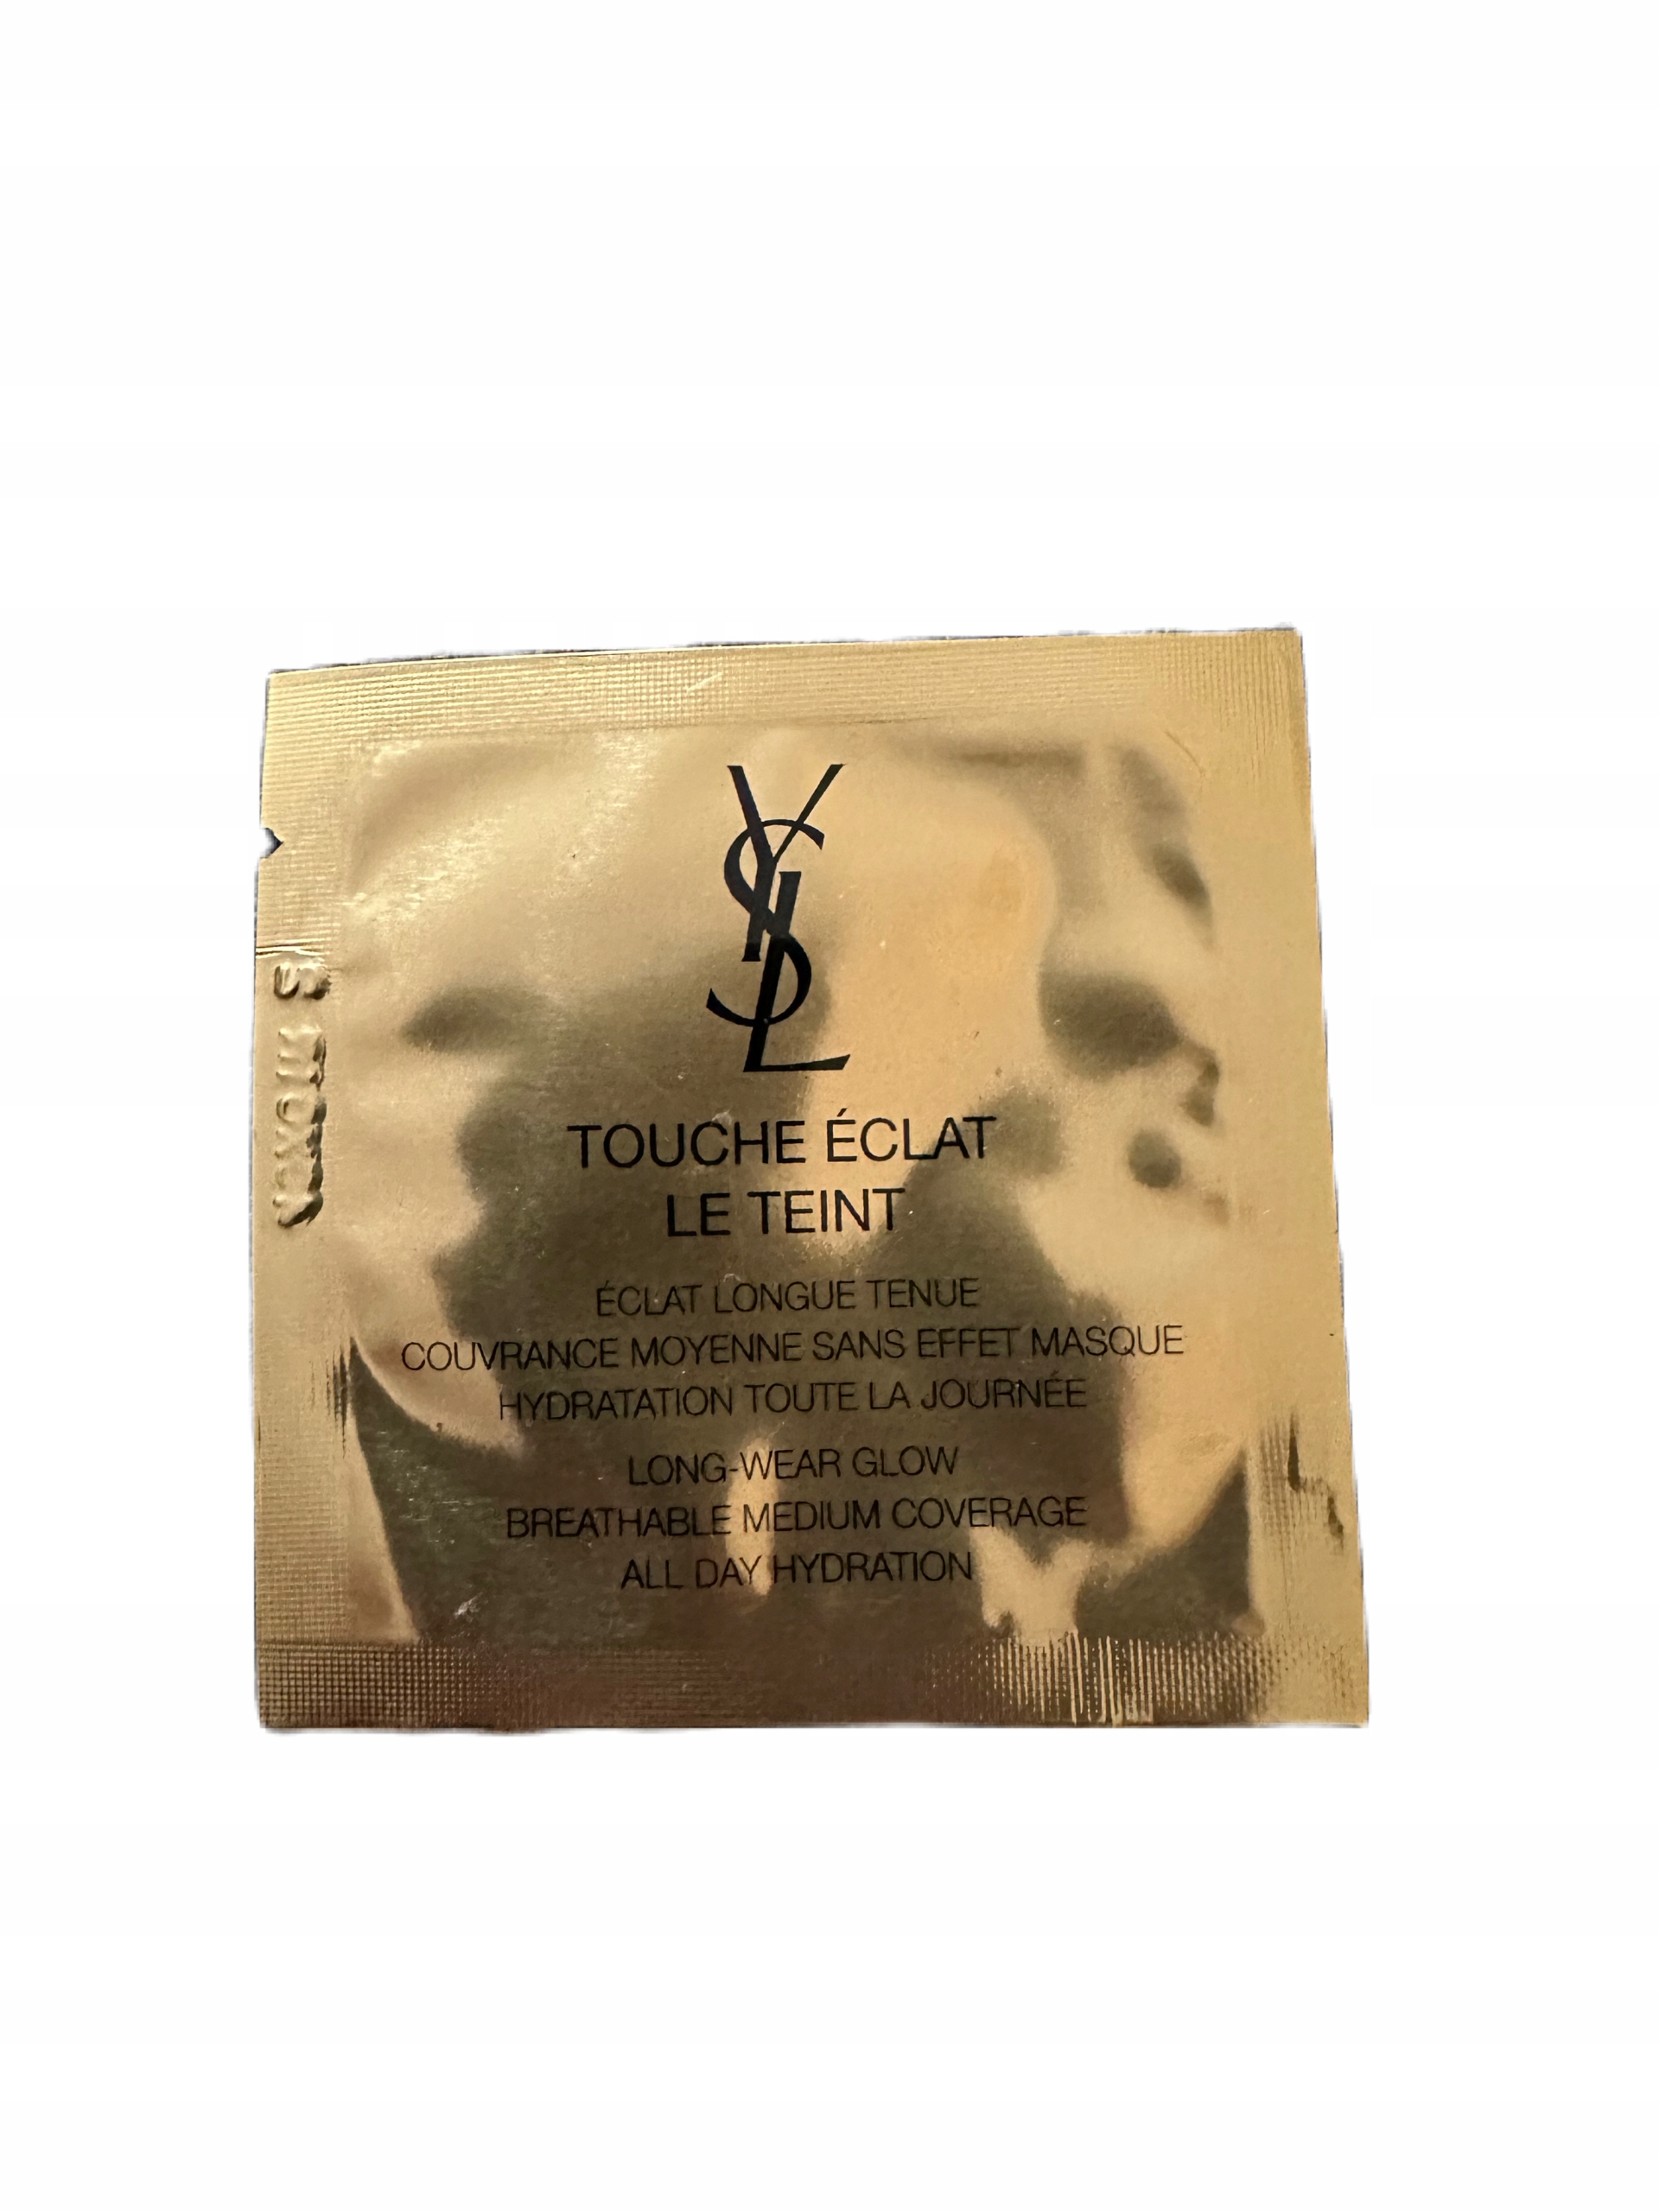 YSL
TOUCHE ÉCLAT
LE TEINT
ÉCLAT LONGUE TENUE
COUVRANCE MOYENNE SANS EFFET MASQUE
HYDRATATION TOUTE LA JOURNÉE
LONG-WEAR GLOW
BREATHABLE MEDIUM COVERAGE
ALL DAY HYDRATION